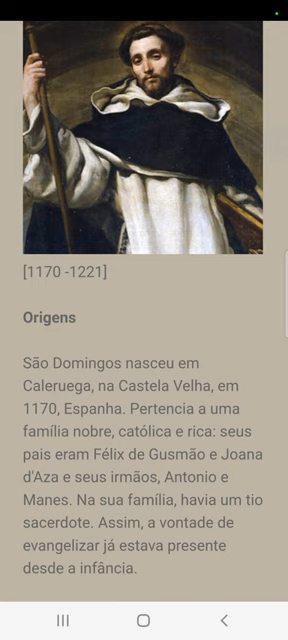 [1170 -1221]
Origens
São Domingos nasceu em
Caleruega, na Castela Velha, em
1170, Espanha. Pertencia a uma
família nobre, católica e rica: seus
pais eram Félix de Gusmão e Joana
d'Aza e seus irmãos, Antonio e
Manes. Na sua família, havia um tio
sacerdote. Assim, a vontade de
evangelizar já estava presente
desde a infância.